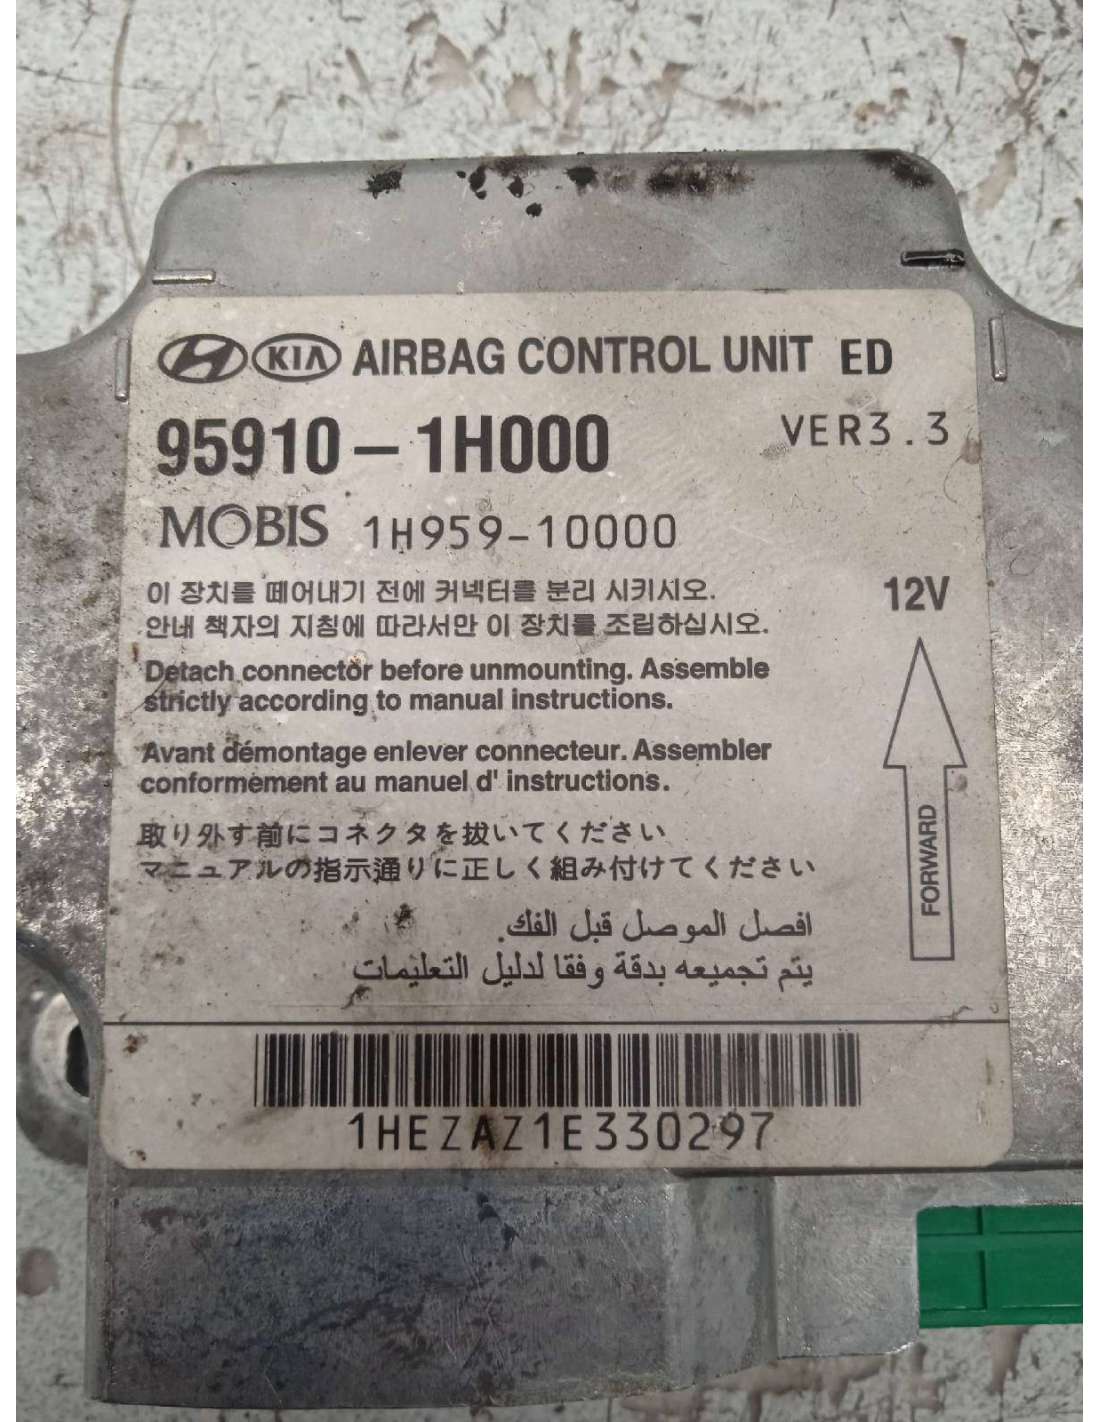 KIA AIRBAG CONTROL UNIT ED
95910-1H000 VER3.3
MOBIS 1H959-10000
이 장치를 떼어내기 전에 커넥터를 분리 시키시오.
안내 책자의 지침에 따라서만 이 장치를 조립하십시오.
12V
Detach connector before unmounting. Assemble
strictly according to manual instructions.
Avant démontage enlever connecteur. Assembler
conformément au manuel d' instructions.
取り外す前にコネクタを抜いてください
マニュアルの指示通りに正しく組み付けてください
FORWARD
افصل الموصل قبل الفك.
يتم تجميعه بدقة وفقا لدليل التعليمات
1HEZAZ1E330297